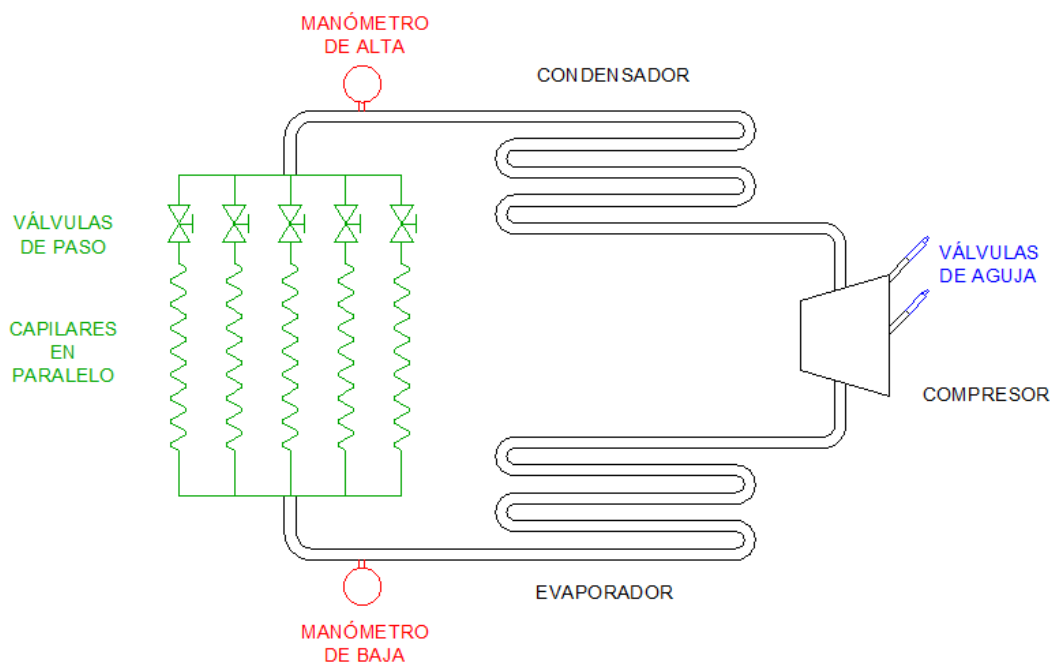 MANÓMETRO
DE ALTA
CONDENSADOR
VÁLVULAS
DE PASO
VÁLVULAS
DE AGUJA
CAPILARES
EN
PARALELO
COMPRESOR
EVAPORADOR
MANÓMETRO
DE BAJA